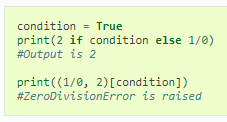 condition = True
print(2 if condition else 1/0)
#Output is 2
print((1/0, 2)[condition])
#ZeroDivisionError is raised